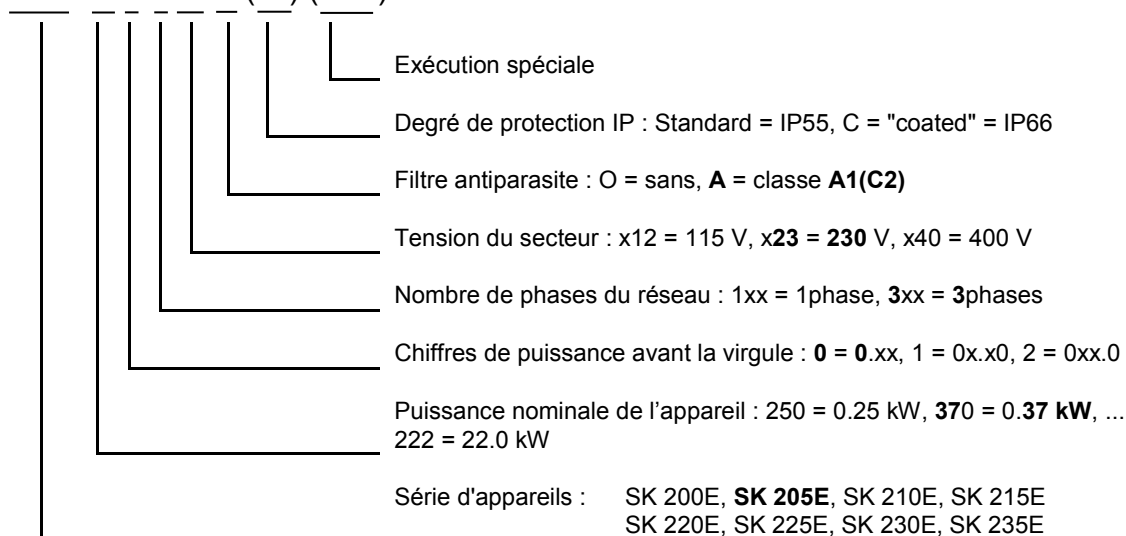 Exécution spéciale
Degré de protection IP : Standard = IP55, C = "coated" = IP66
Filtre antiparasite : O = sans, A = classe A1(C2)
Tension du secteur : x12 = 115 V, x23 = 230 V, x40 = 400 V
Nombre de phases du réseau : 1xx = 1phase, 3xx = 3phases
Chiffres de puissance avant la virgule : 0 = 0.xx, 1 = 0x.x0, 2 = 0xx.0
Puissance nominale de l’appareil : 250 = 0.25 kW, 370 = 0.37 kW, ...
222 = 22.0 kW
Série d'appareils : SK 200E, SK 205E, SK 210E, SK 215E
SK 220E, SK 225E, SK 230E, SK 235E